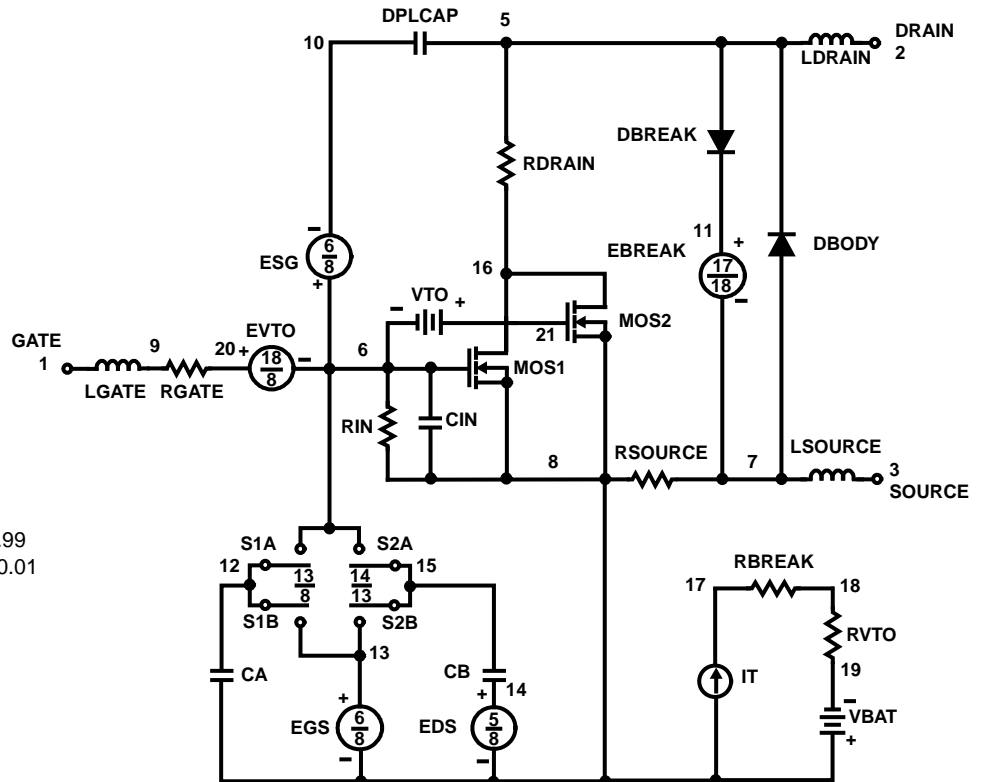 DPLCAP
5
10
DRAIN
2
LDRAIN
DBREAK
RDRAIN
11
+
EBREAK
17
18
−
DBODY
−
ESG
6
8
+
16
VTO
−
+
21
MOS2
EVTO
GATE
1
9
20
+
18
8
−
6
MOS1
LGATE
RGATE
RIN
CIN
8
RSOURCE
7
LSOURCE
3
SOURCE
.99
0.01
S1A
S2A
12
13
8
14
13
15
S1B
S2B
13
RBREAK
17
18
RVTO
19
CA
CB
+
14
+
IT
−
VBAT
+
EGS
6
8
−
EDS
5
8
−